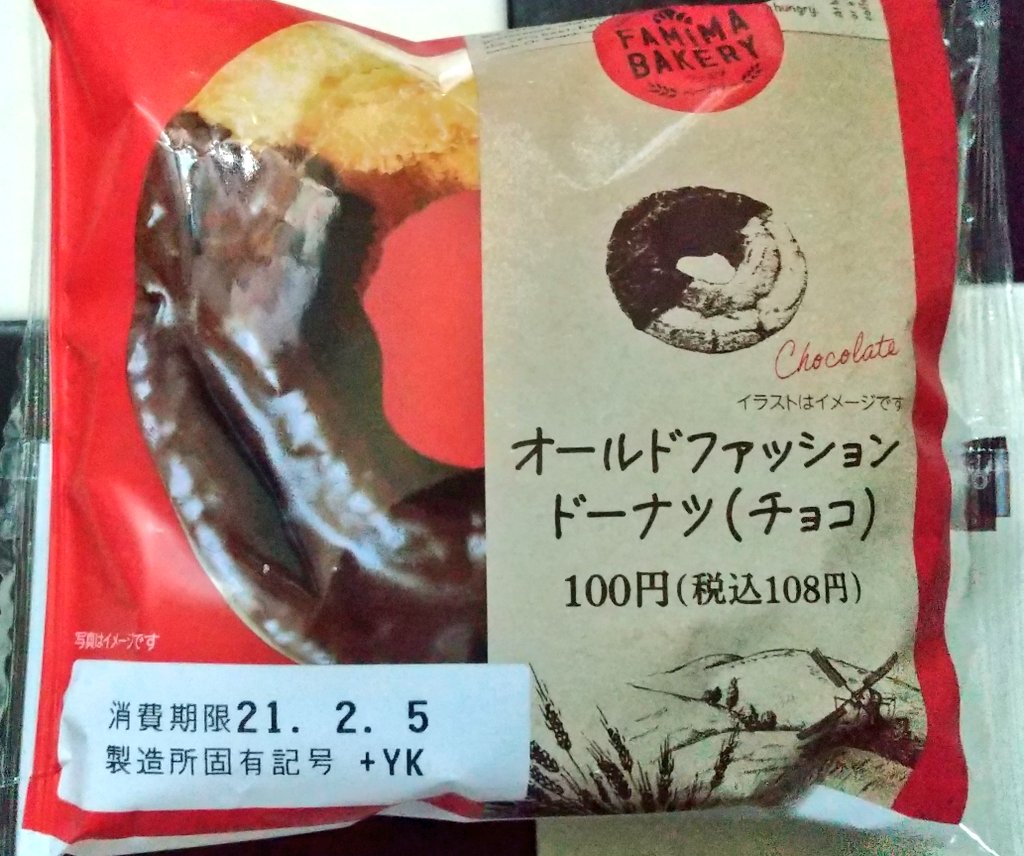 FAMiMA
BAKERY
hungry.
Chocolate
イラストはイメージです
オールドファッション
ドーナツ(チョコ)
100円(税込108円)
写真はイメージです
消費期限21. 2. 5
製造所固有記号 +YK